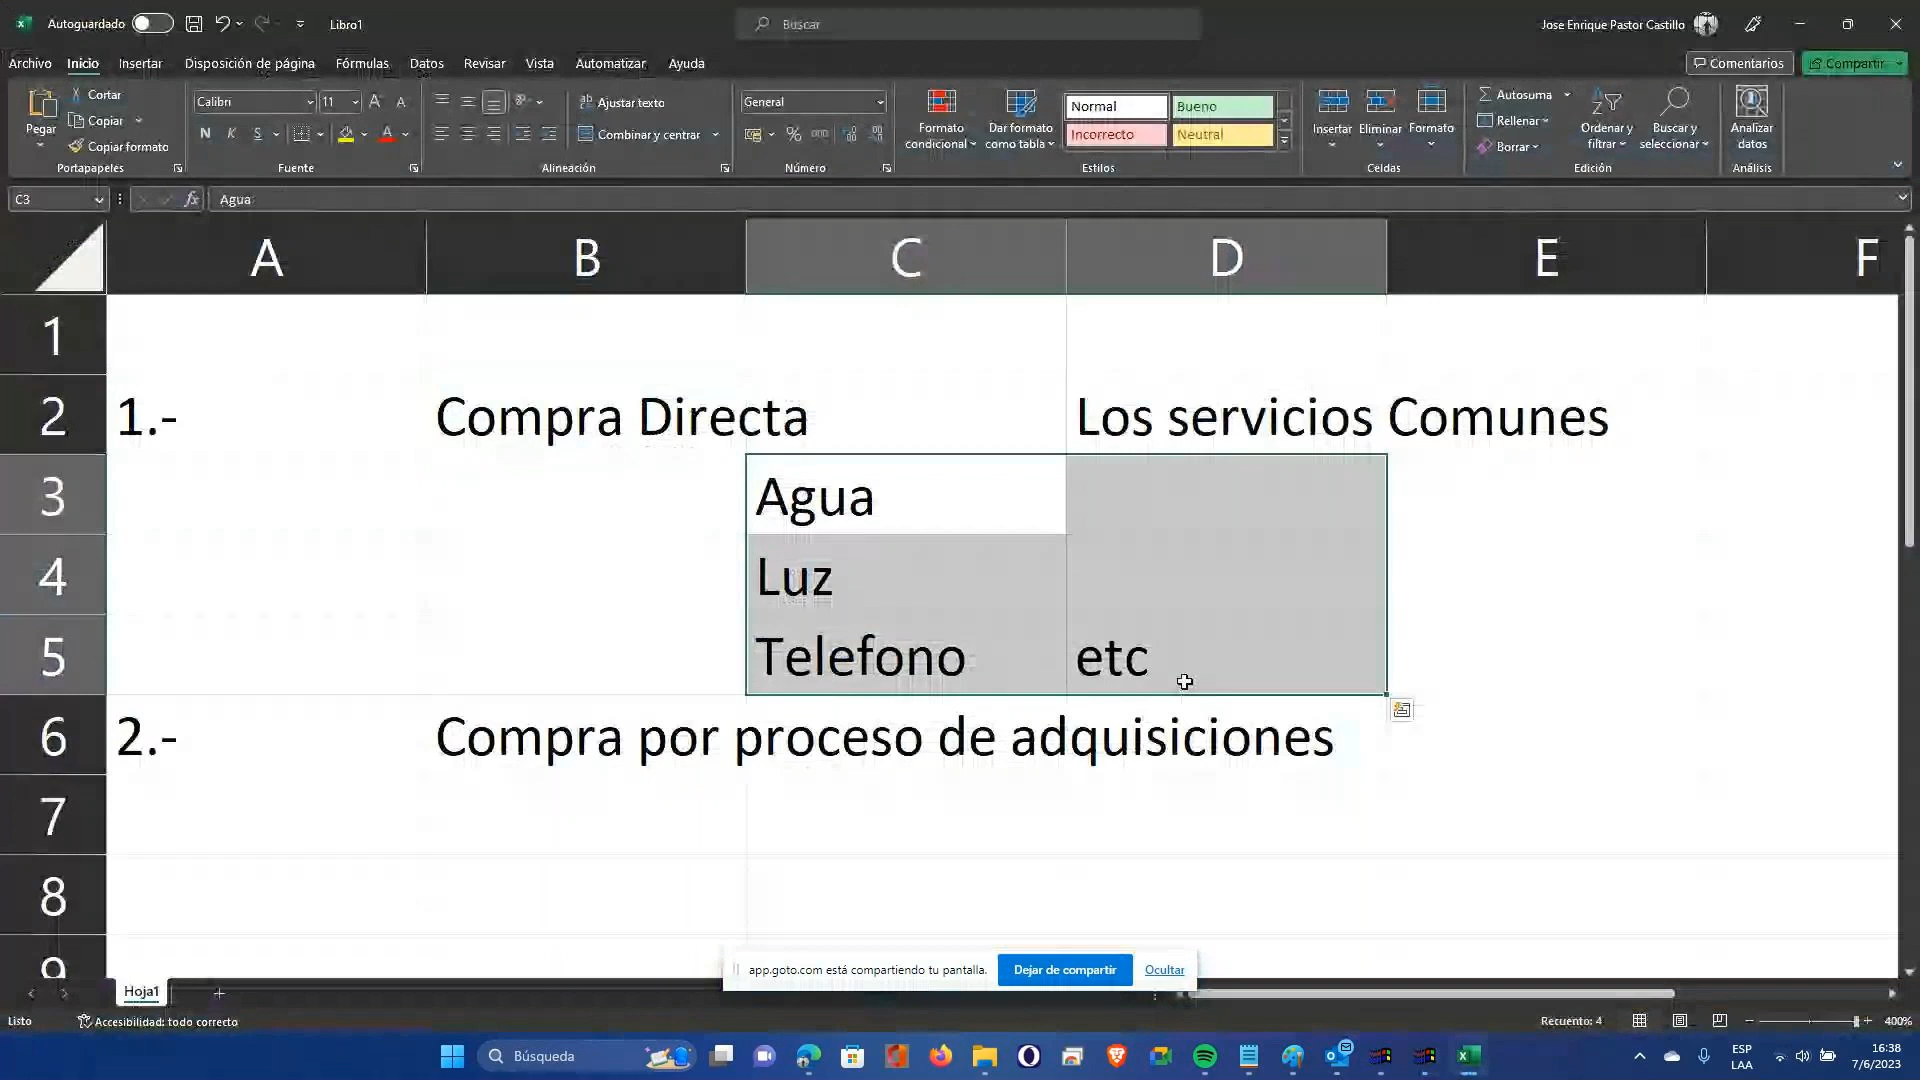 Autoguardado Libro1 Buscar Jose Enrique Pastor Castillo
Archivo Inicio Insertar Disposición de página Fórmulas Datos Revisar Vista Automatizar Ayuda Comentarios Compartir
Pegar
Cortar
Copiar
Copiar formato
Portapapeles
Calibri 11
N K S
Fuente
Ajustar texto
Combinar y centrar
Alineación
General
% 000
Número
Formato condicional
Dar formato como tabla
Normal Bueno
Incorrecto Neutral
Estilos
Insertar Eliminar Formato
Celdas
Autosuma
Rellenar
Borrar
Ordenar y filtrar
Buscar y seleccionar
Edición
Analizar datos
Análisis
C3 fx Agua
A B C D E F
1
2 1.- Compra Directa Los servicios Comunes
3 Agua
4 Luz
5 Telefono etc
6 2.- Compra por proceso de adquisiciones
7
8
9
app.goto.com está compartiendo tu pantalla. Dejar de compartir Ocultar
Hoja1
Listo Accesibilidad: todo correcto Recuento: 4 400%
Búsqueda ESP LAA 16:38 7/6/2023